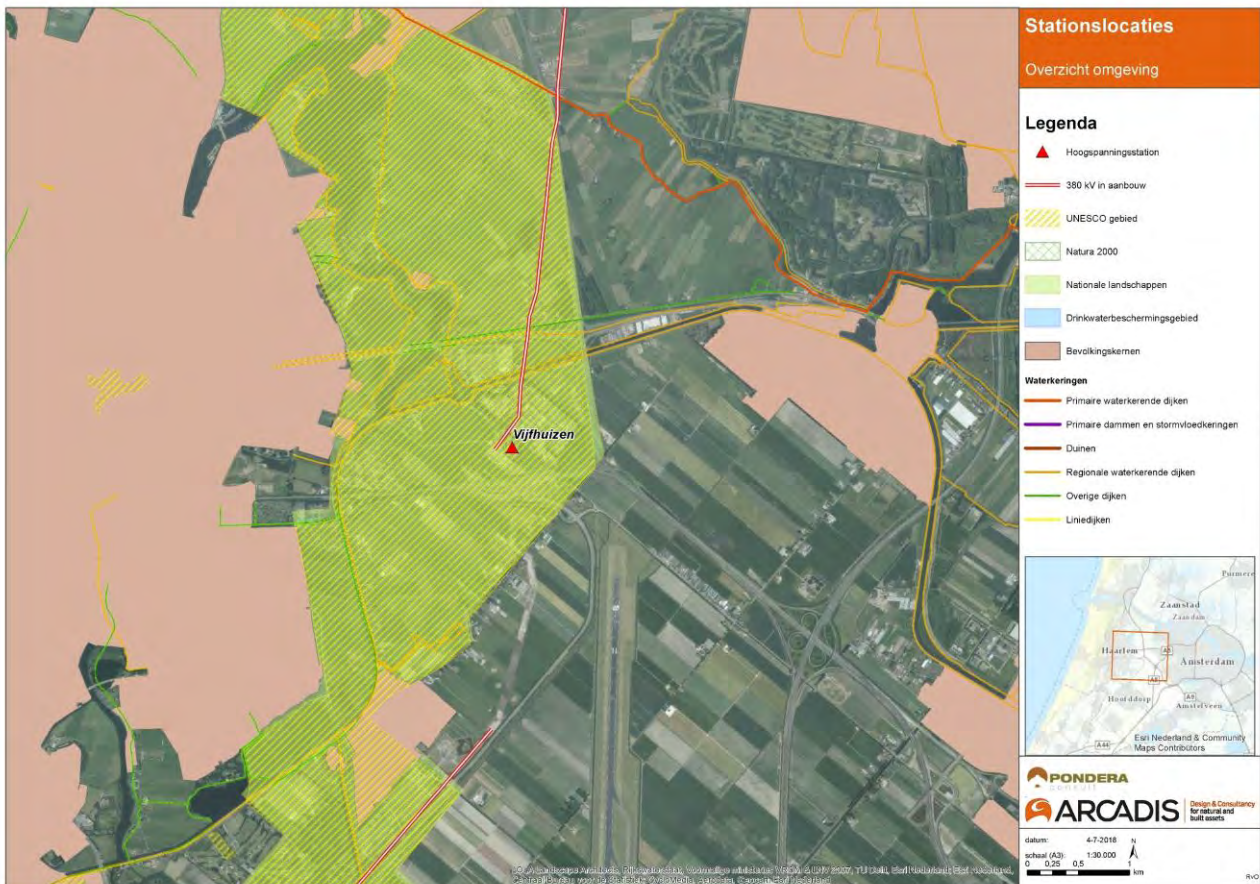 Stationslocaties
Overzicht omgeving
Legenda
Hoogspanningsstation
380 kV in aanbouw
UNESCO gebied
Natura 2000
Nationale landschappen
Drinkwaterbeschermingsgebied
Bevolkingskernen
Waterkeringen
Primaire waterkerende dijken
Primaire dammen en stormvloedkeringen
Duinen
Regionale waterkerende dijken
Overige dijken
Liniedijken
Vijfhuizen
Purmere
Zaanstad
Zaandam
Haarlem
A5
Amsterdam
A5
Hoofddorp
A9
Amstelveen
A44
Esri Nederland & Community
Maps Contributors
PONDERA
consult
ARCADIS
Design & Consultancy
for natural and
built assets
datum: 4-7-2018
N
schaal (A3): 1:30.000
0 0,25 0,5 1
km
RvO